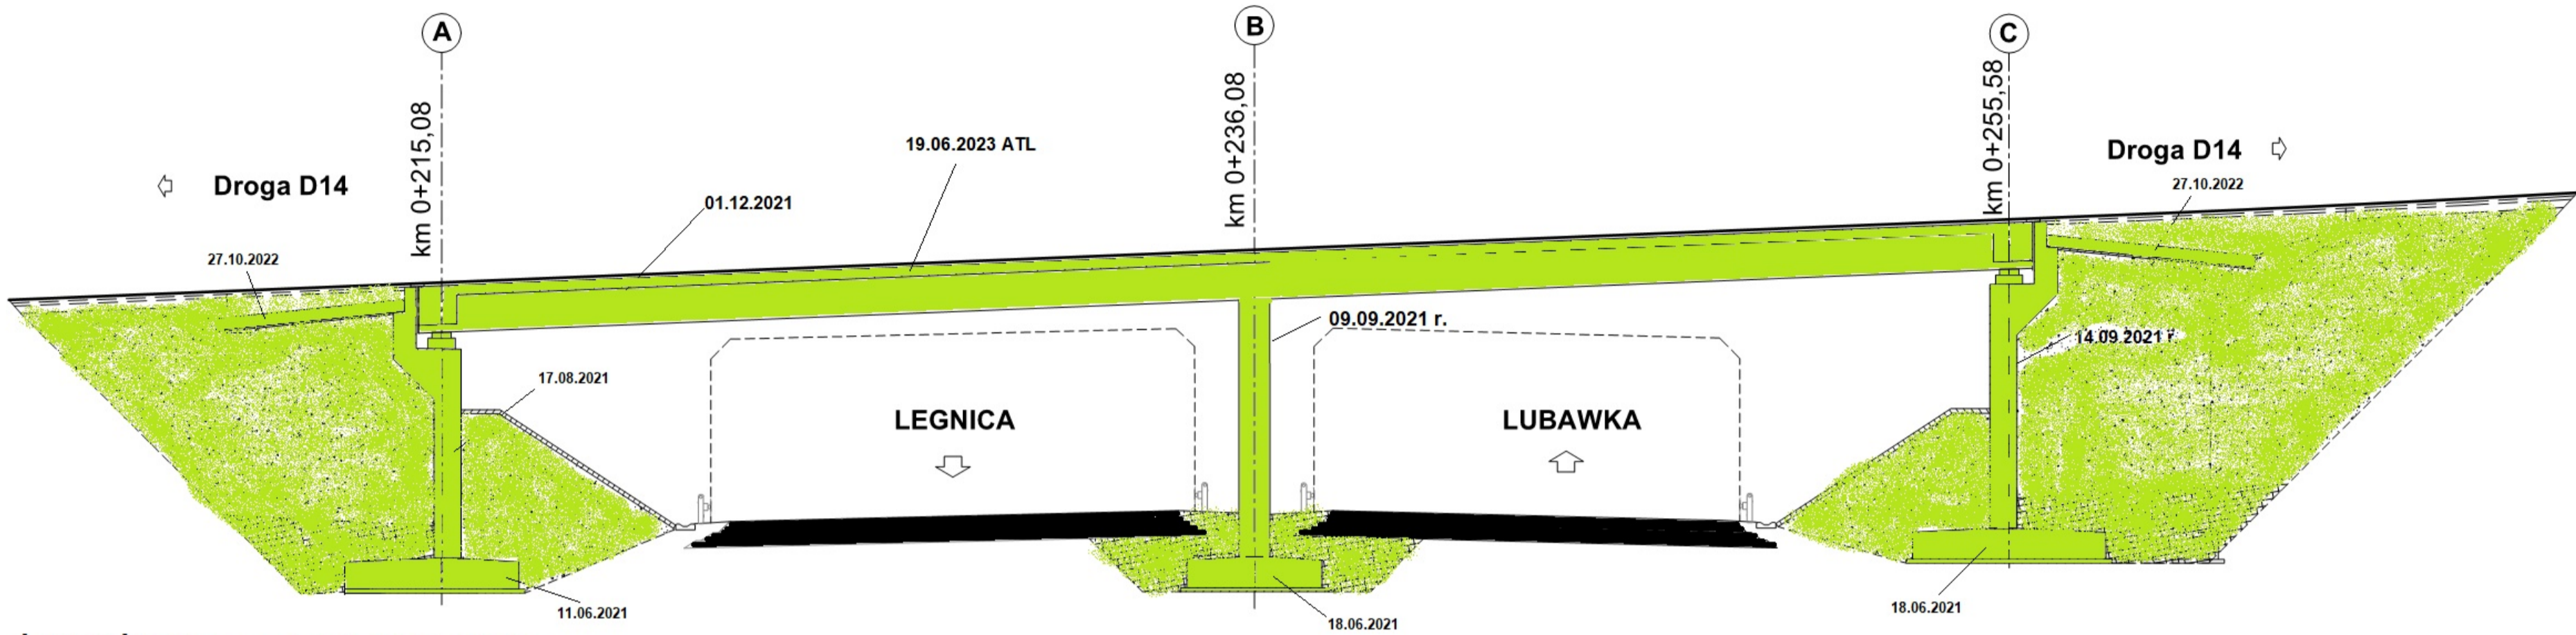 A
B
C
km 0+215,08
km 0+236,08
km 0+255,58
19.06.2023 ATL
Droga D14
Droga D14
27.10.2022
01.12.2021
27.10.2022
09.09.2021 r.
14.09.2021 r
17.08.2021
LEGNICA
LUBAWKA
11.06.2021
18.06.2021
18.06.2021